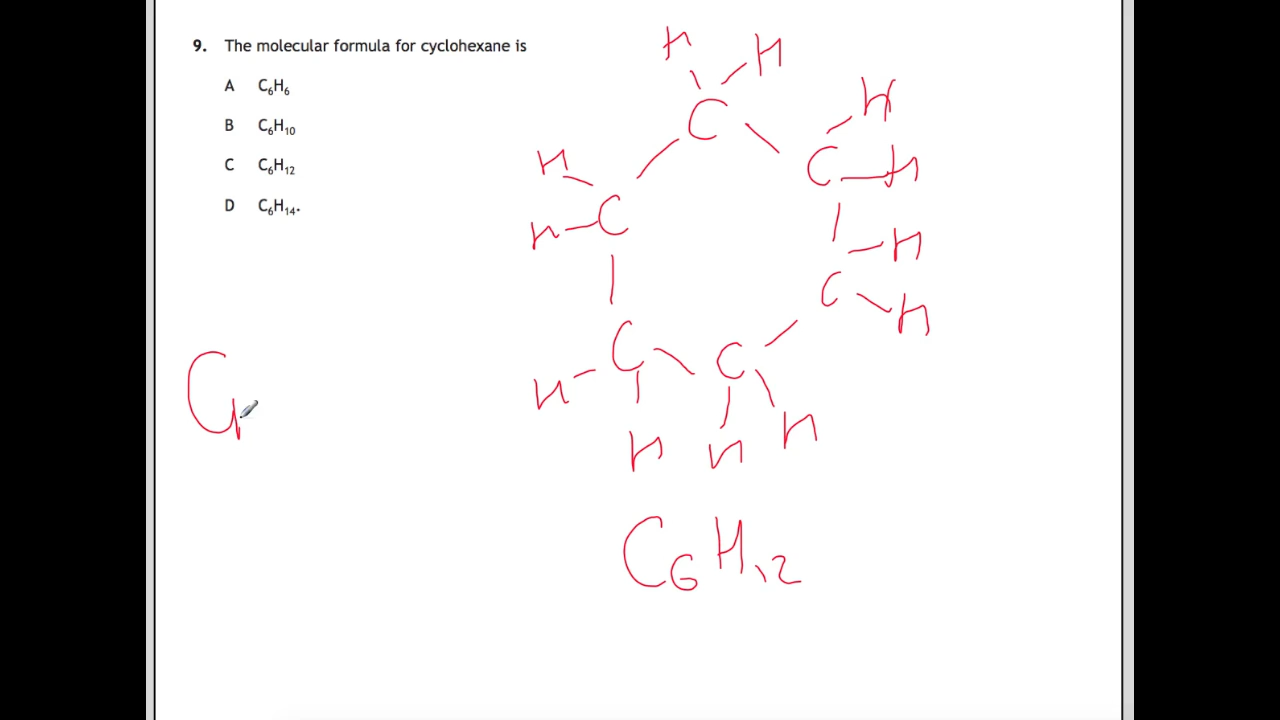 9. The molecular formula for cyclohexane is
A C₆H₆
B C₆H₁₀
C C₆H₁₂
D C₆H₁₄.
H H
C
H
C H
H
H C
H
C
H
C
H C
H
H H H
C
C₆H₁₂